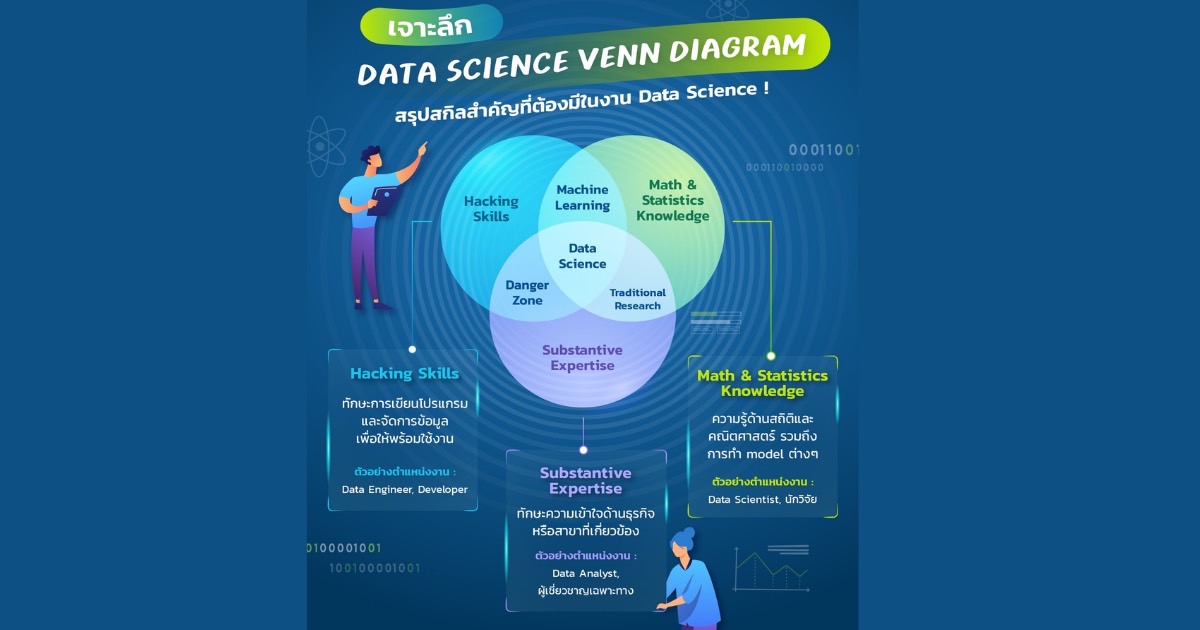 เจาะลึก
DATA SCIENCE VENN DIAGRAM
สรุปสกิลสำคัญที่ต้องมีในงาน Data Science !
00011001
000110010000
Hacking
Skills
Machine
Learning
Math &
Statistics
Knowledge
Data
Science
Danger
Zone
Traditional
Research
Substantive
Expertise
Hacking Skills
ทักษะการเขียนโปรแกรม
และจัดการข้อมูล
เพื่อให้พร้อมใช้งาน
ตัวอย่างตำแหน่งงาน :
Data Engineer, Developer
Math & Statistics
Knowledge
ความรู้ด้านสถิติและ
คณิตศาสตร์ รวมถึง
การทำ model ต่างๆ
ตัวอย่างตำแหน่งงาน :
Data Scientist, นักวิจัย
Substantive
Expertise
ทักษะความเข้าใจด้านธุรกิจ
หรือสาขาที่เกี่ยวข้อง
ตัวอย่างตำแหน่งงาน :
Data Analyst,
ผู้เชี่ยวชาญเฉพาะทาง
0100001001
100100001001